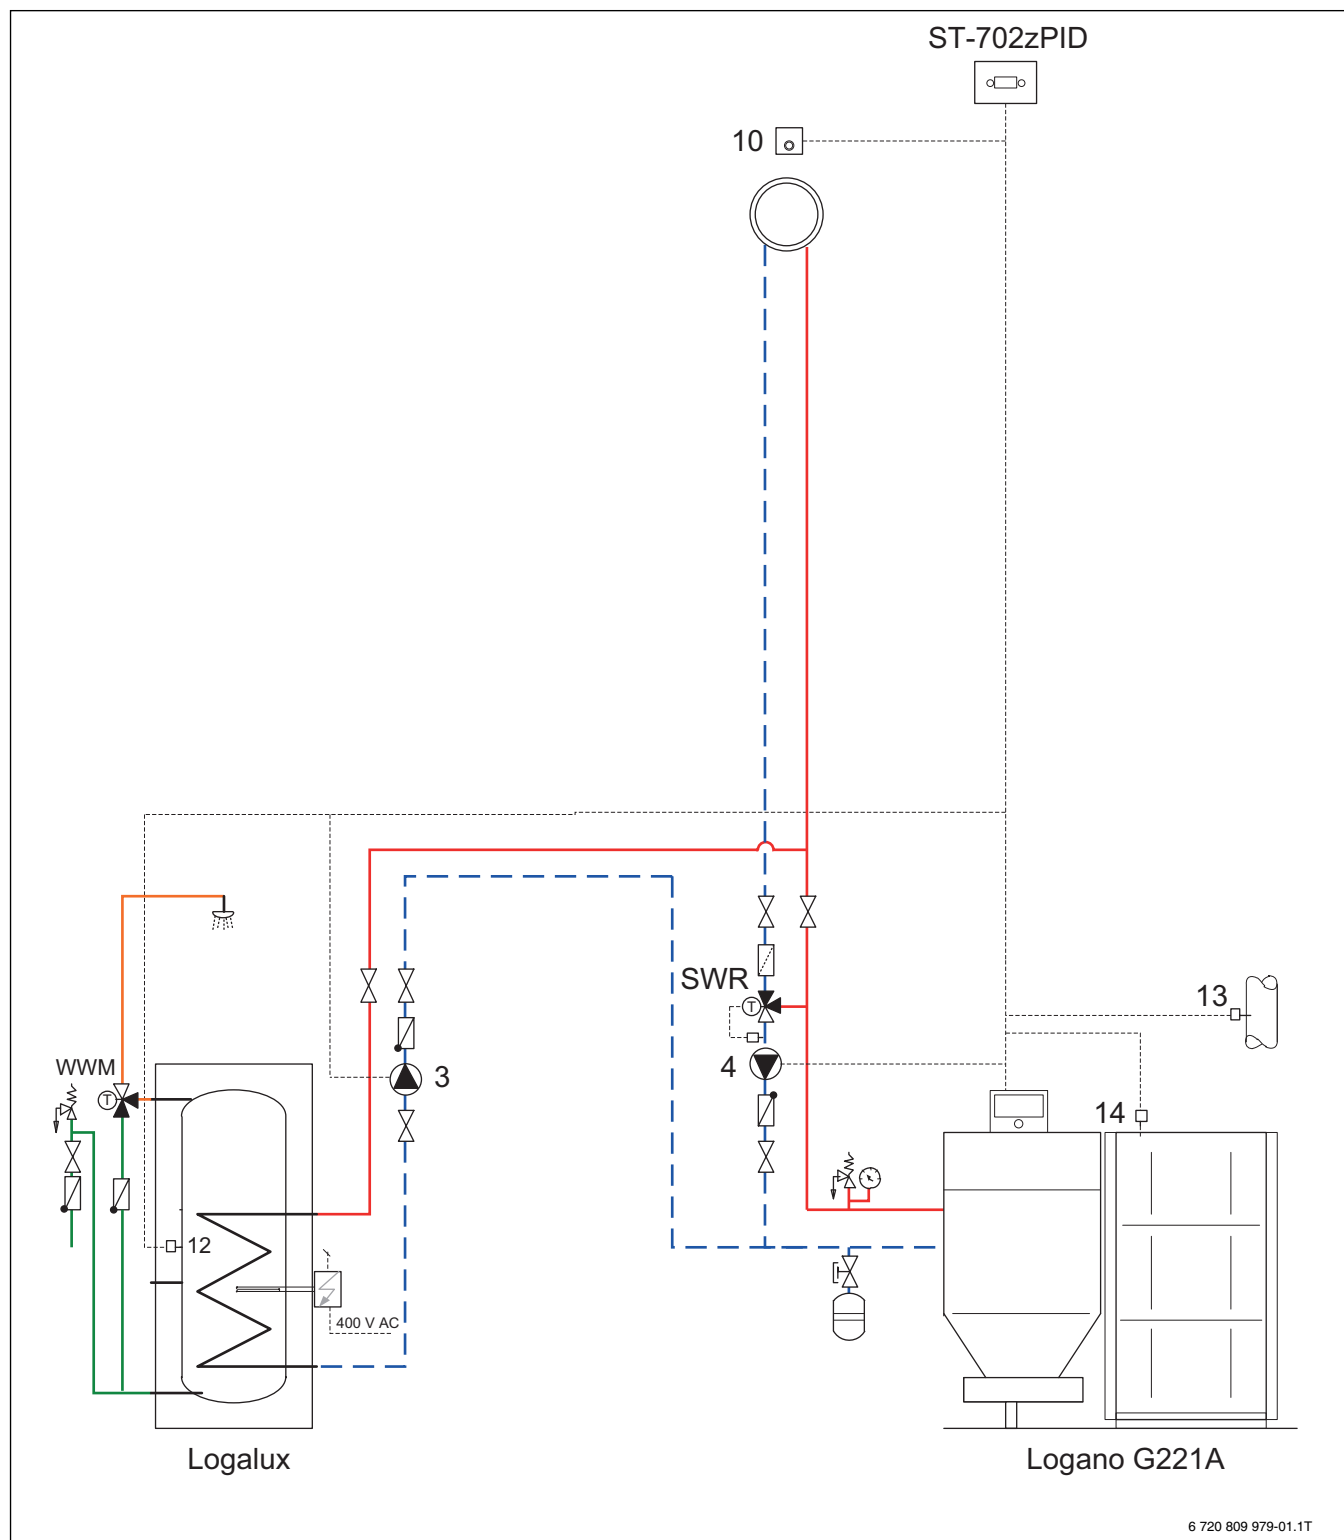 ST-702zPID
10
SWR
T
13
4
WWM
T
3
14
12
400 V AC
Logalux
Logano G221A
6 720 809 979-01.1T